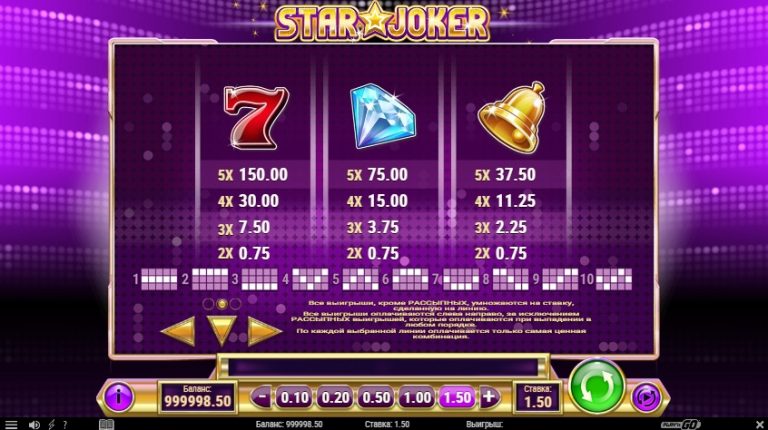 STAR JOKER
5X 150.00
4X 30.00
3X 7.50
2X 0.75
5X 75.00
4X 15.00
3X 3.75
2X 0.75
5X 37.50
4X 11.25
3X 2.25
2X 0.75
1 2 3 4 5 6 7 8 9 10
Все выигрыши, кроме РАССЫПНЫХ, умножаются на ставку,
сделанную на линию.
Все выигрыши оплачиваются слева направо, за исключением
РАССЫПНЫХ выигрышей, которые оплачиваются при выпадении в
любом порядке.
По каждой выбранной линии оплачивается только самая ценная
комбинация.
Баланс:
999998.50
- 0.10 0.20 0.50 1.00 1.50 +
Ставка:
1.50
Баланс: 999998.50 Ставка: 1.50 Выигрыш:
PLAY'N GO